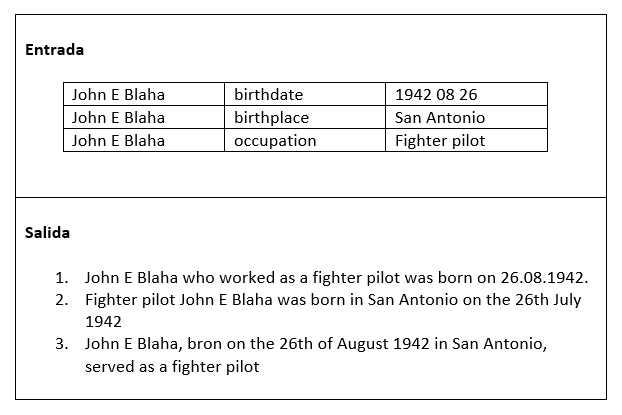 Entrada
John E Blaha birthdate 1942 08 26
John E Blaha birthplace San Antonio
John E Blaha occupation Fighter pilot
Salida
1. John E Blaha who worked as a fighter pilot was born on 26.08.1942.
2. Fighter pilot John E Blaha was born in San Antonio on the 26th July
1942
3. John E Blaha, bron on the 26th of August 1942 in San Antonio,
served as a fighter pilot